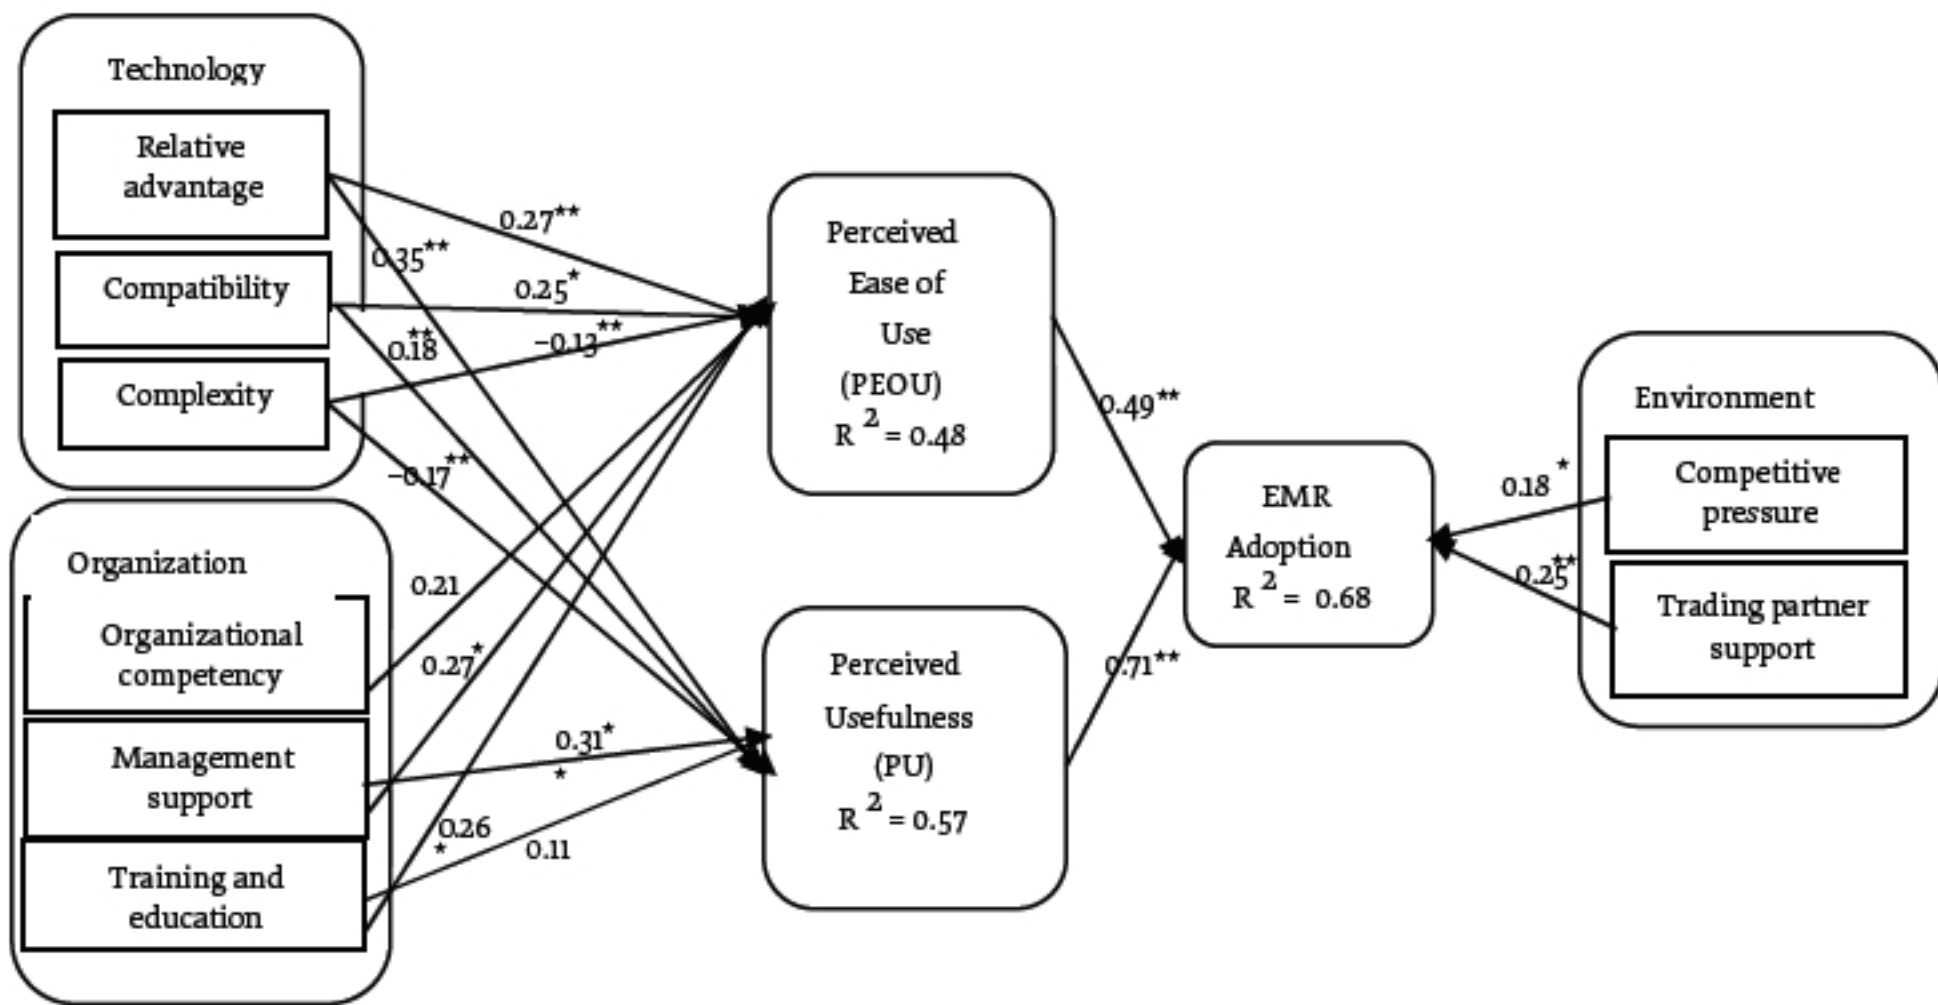 Technology
Relative
advantage
Compatibility
Complexity
Organization
Organizational
competency
Management
support
Training and
education
0.27**
0.35**
0.25*
−0.13**
0.18**
−0.17**
0.21
0.27*
0.31*
*
0.26
*
0.11
Perceived
Ease of
Use
(PEOU)
R 2 = 0.48
Perceived
Usefulness
(PU)
R 2 = 0.57
0.49**
0.71**
EMR
Adoption
R 2 = 0.68
0.18 *
0.25**
Environment
Competitive
pressure
Trading partner
support